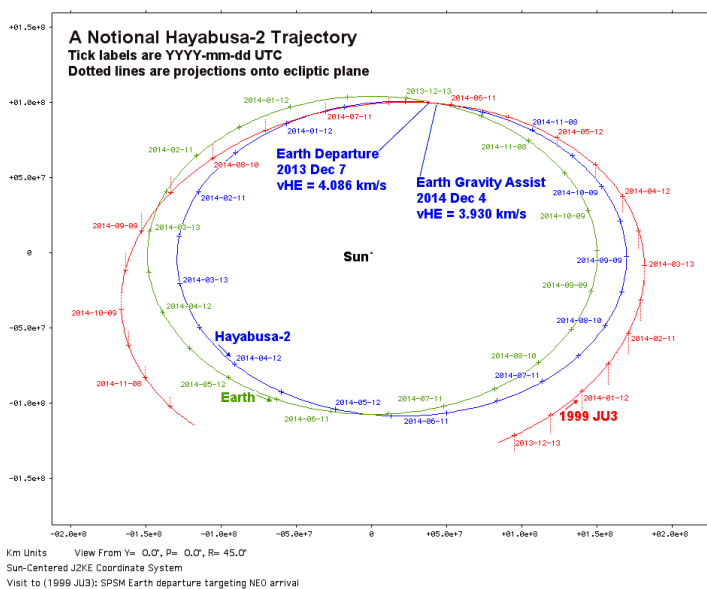 A Notional Hayabusa-2 Trajectory
Tick labels are YYYY-mm-dd UTC
Dotted lines are projections onto ecliptic plane
+01.5e+8
+01.0e+8
+05.0e+7
0
-05.0e+7
-01.0e+8
-01.5e+8
2013-12-13
2014-06-11
2014-01-12
2014-07-11
2014-11-08
2014-01-12
2014-05-12
2014-11-08
2014-02-11
2014-08-10
Earth Departure
2013 Dec 7
vHE = 4.086 km/s
Earth Gravity Assist
2014 Dec 4
vHE = 3.930 km/s
2014-10-09
2014-04-12
2014-02-11
2014-10-09
2014-09-09
2014-03-13
Sun
2014-09-09
2014-03-13
2014-03-13
2014-09-09
2014-04-12
2014-10-09
2014-08-10
Hayabusa-2
2014-02-11
2014-04-12
2014-08-10
2014-07-11
2014-05-12
2014-11-08
Earth
2014-05-12
2014-07-11
2014-01-12
2014-06-11
2014-06-11
1999 JU3
2013-12-13
-02.0e+8
-01.5e+8
-01.0e+8
-05.0e+7
0
+05.0e+7
+01.0e+8
+01.5e+8
+02.0e+8
Km Units View From Y= 0.0°, P= 0.0°, R= 45.0°
Sun-Centered J2KE Coordinate System
Visit to (1999 JU3): SPSM Earth departure targeting NEO arrival